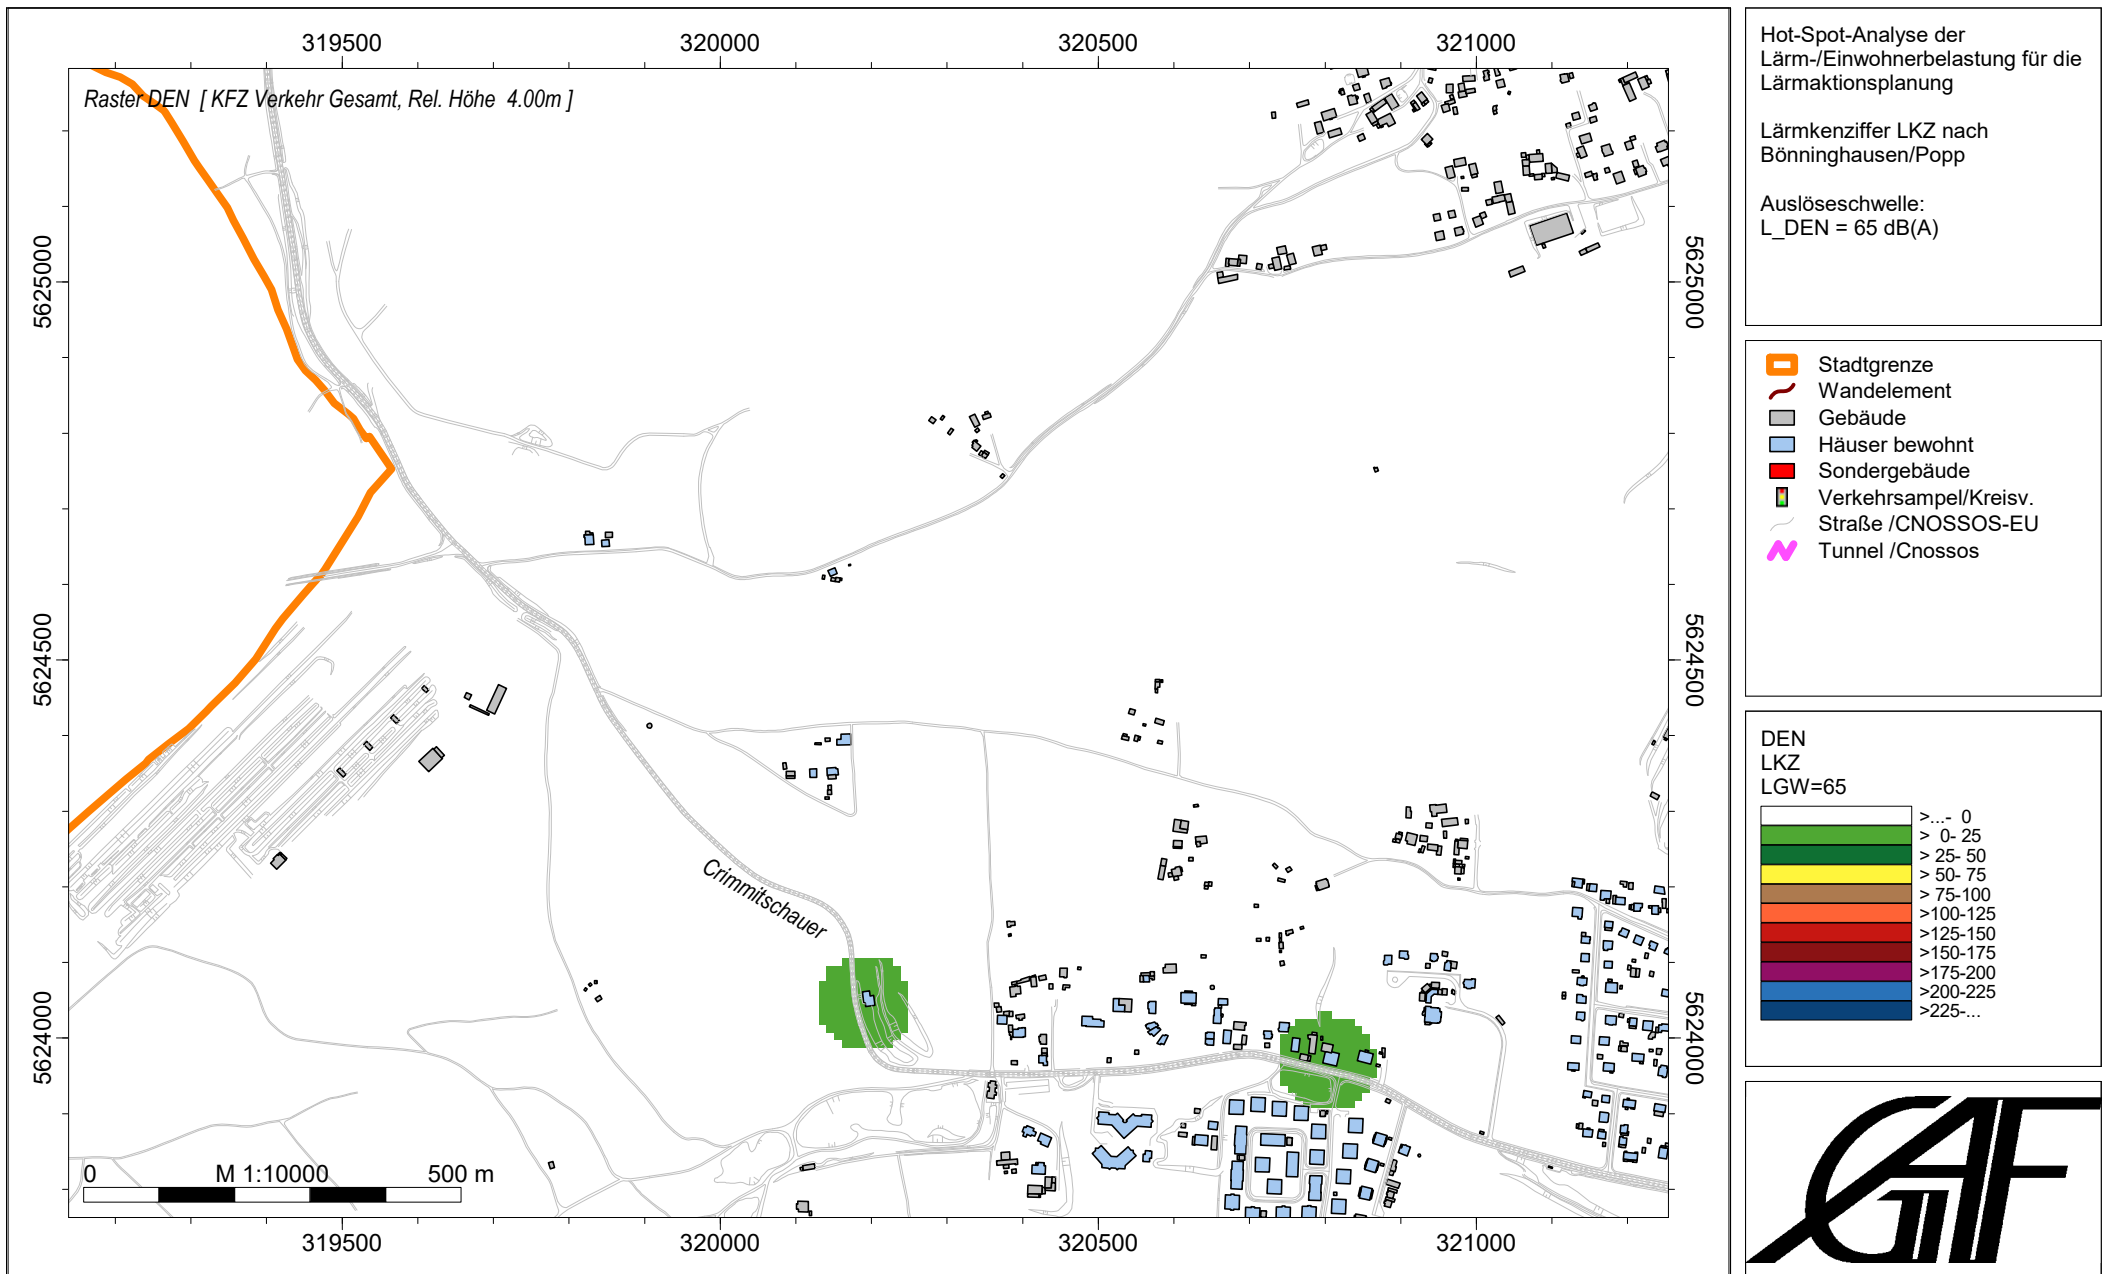 319500
320000
320500
321000
Raster DEN [ KFZ Verkehr Gesamt, Rel. Höhe 4.00m ]
5625000
5625000
5624500
5624500
Crimmitschauer
5624000
5624000
0
M 1:10000
500 m
319500
320000
320500
321000
Hot-Spot-Analyse der
Lärm-/Einwohnerbelastung für die
Lärmaktionsplanung
Lärmkenziffer LKZ nach
Bönninghausen/Popp
Auslöseschwelle:
L_DEN = 65 dB(A)
Stadtgrenze
Wandelement
Gebäude
Häuser bewohnt
Sondergebäude
Verkehrsampel/Kreisv.
Straße /CNOSSOS-EU
Tunnel /Cnossos
DEN
LKZ
LGW=65
>...- 0
> 0- 25
> 25- 50
> 50- 75
> 75-100
>100-125
>125-150
>150-175
>175-200
>200-225
>225-...
GAF